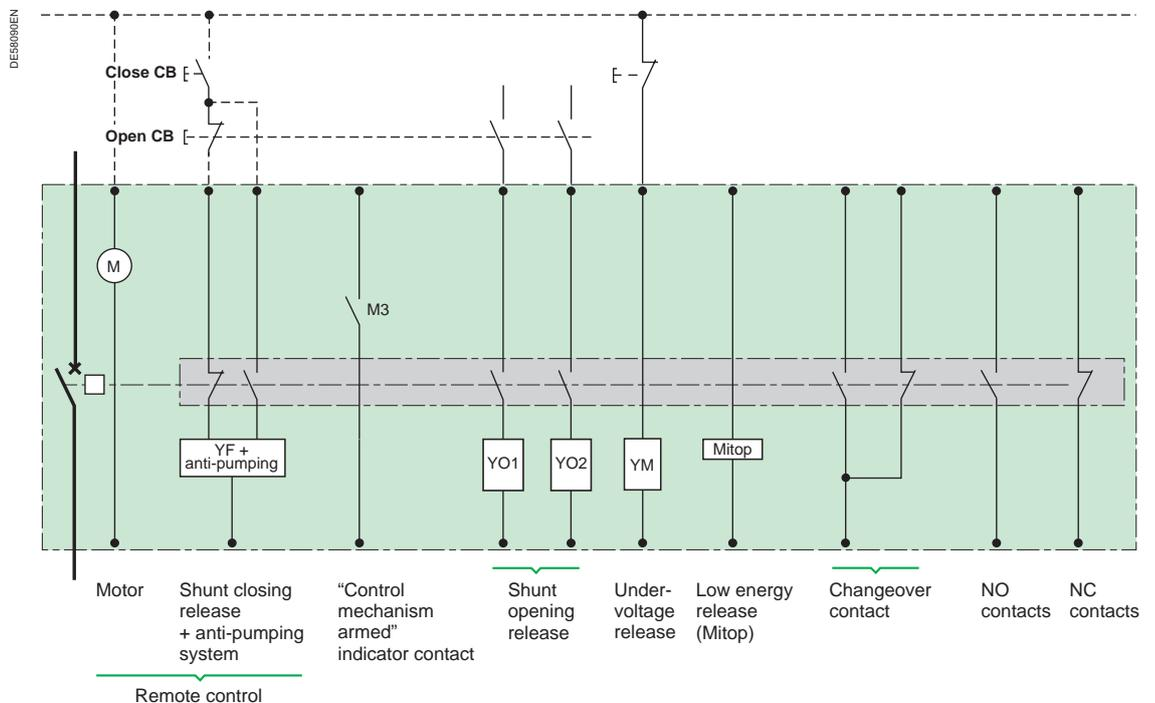 DE58090EN
Close CB
Open CB
M
M3
YF +
anti-pumping
YO1
YO2
YM
Mitop
Motor
Shunt closing
release
+ anti-pumping
system
“Control
mechanism
armed”
indicator contact
Shunt
opening
release
Under-
voltage
release
Low energy
release
(Mitop)
Changeover
contact
NO
contacts
NC
contacts
Remote control